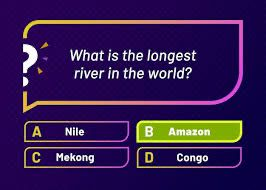 ?
What is the longest
river in the world?
A Nile
B Amazon
C Mekong
D Congo